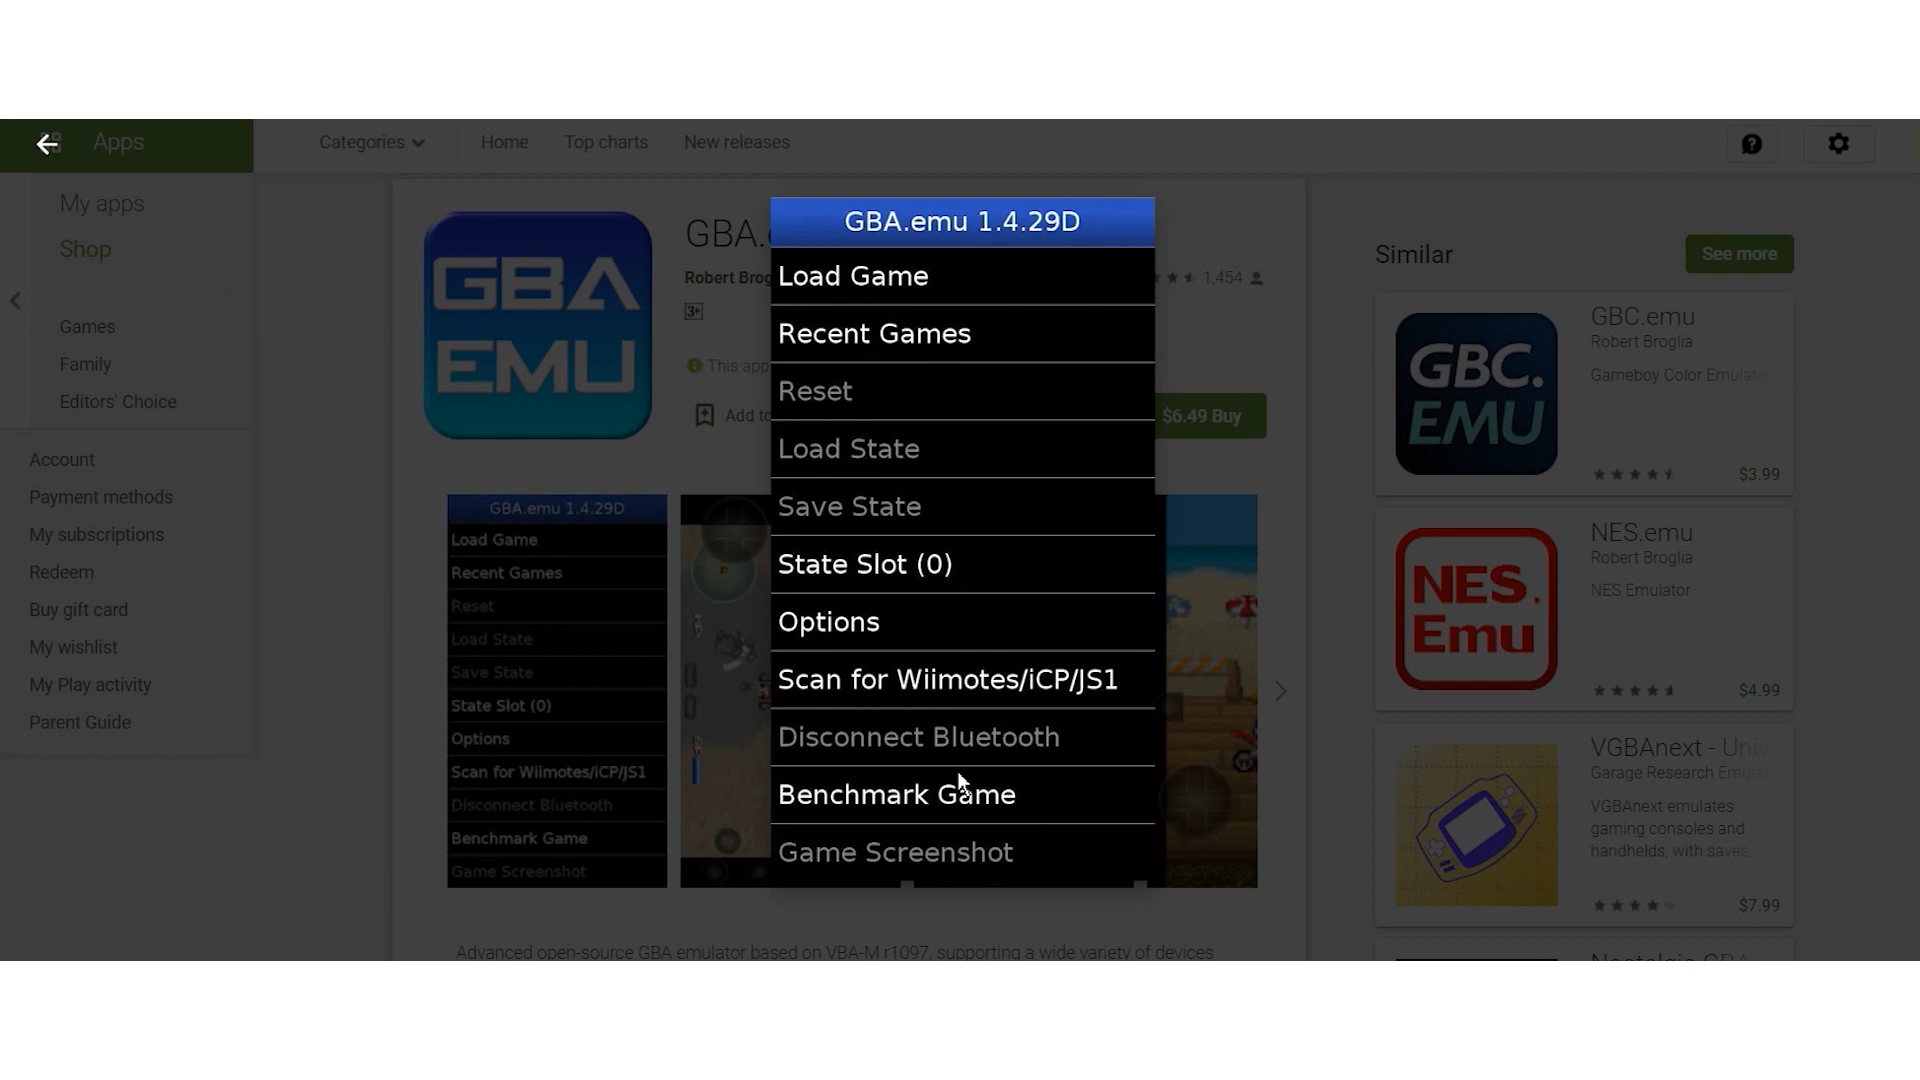 Apps
Categories
Home
Top charts
New releases
My apps
Shop
Games
Family
Editors' Choice
Account
Payment methods
My subscriptions
Redeem
Buy gift card
My wishlist
My Play activity
Parent Guide
GBA
EMU
GBA.
Robert Brog
3+
This app
Add to
1,454
$6.49 Buy
GBA.emu 1.4.29D
Load Game
Recent Games
Reset
Load State
Save State
State Slot (0)
Options
Scan for Wiimotes/iCP/JS1
Disconnect Bluetooth
Benchmark Game
Game Screenshot
GBA.emu 1.4.29D
Load Game
Recent Games
Reset
Load State
Save State
State Slot (0)
Options
Scan for Wiimotes/iCP/JS1
Disconnect Bluetooth
Benchmark Game
Game Screenshot
Advanced open-source GBA emulator based on VBA-M r1097, supporting a wide variety of devices
Similar
See more
GBC.
EMU
GBC.emu
Robert Broglia
Gameboy Color Emulator
$3.99
NES.
Emu
NES.emu
Robert Broglia
NES Emulator
$4.99
VGBAnext - Univ
Garage Research Emulat
VGBAnext emulates
gaming consoles and
handhelds, with saves
$7.99